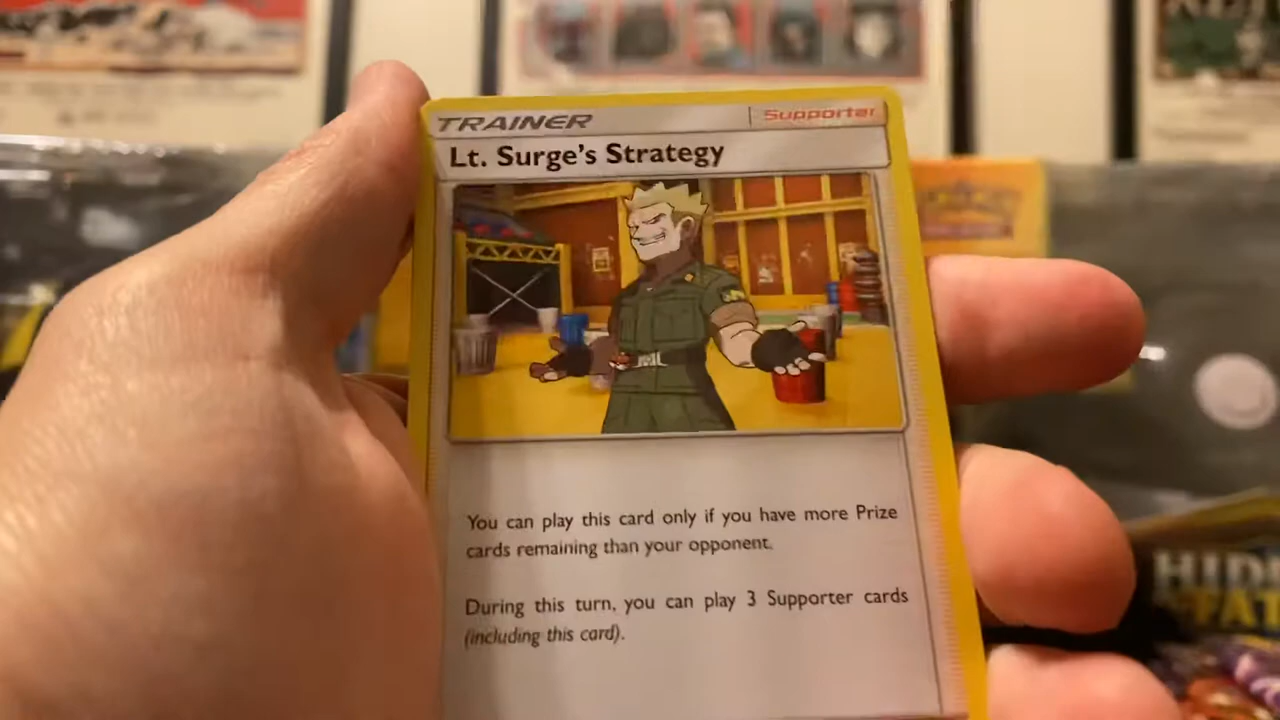 TRAINER
Supporter
Lt. Surge's Strategy
You can play this card only if you have more Prize
cards remaining than your opponent.
During this turn, you can play 3 Supporter cards
(including this card).